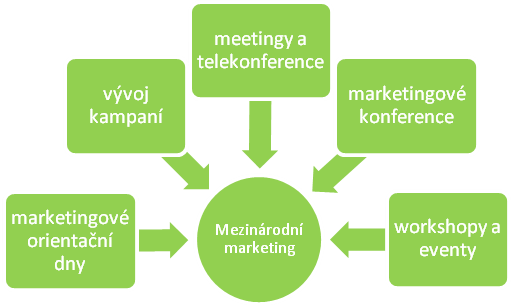 meetingy a
telekonference
vývoj
kampaní
marketingové
konference
marketingové
orientační
dny
Mezinárodní
marketing
workshopy a
eventy